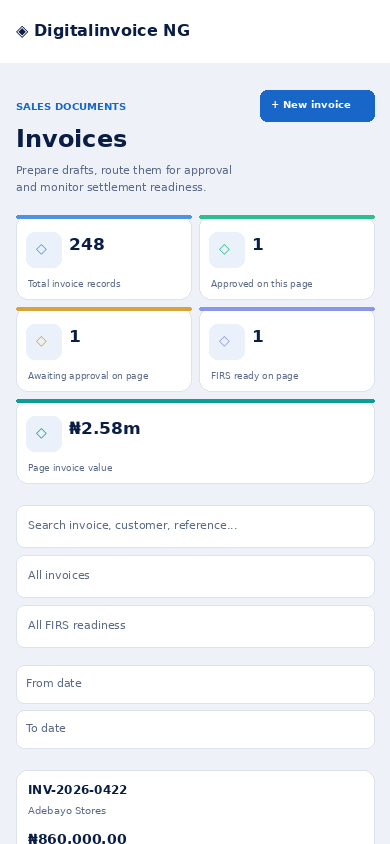 ◈ Digitalinvoice NG
SALES DOCUMENTS
+ New invoice
Invoices
Prepare drafts, route them for approval
and monitor settlement readiness.
248
Total invoice records
1
Approved on this page
1
Awaiting approval on page
1
FIRS ready on page
₦2.58m
Page invoice value
Search invoice, customer, reference...
All invoices
All FIRS readiness
From date
To date
INV-2026-0422
Adebayo Stores
₦860,000.00